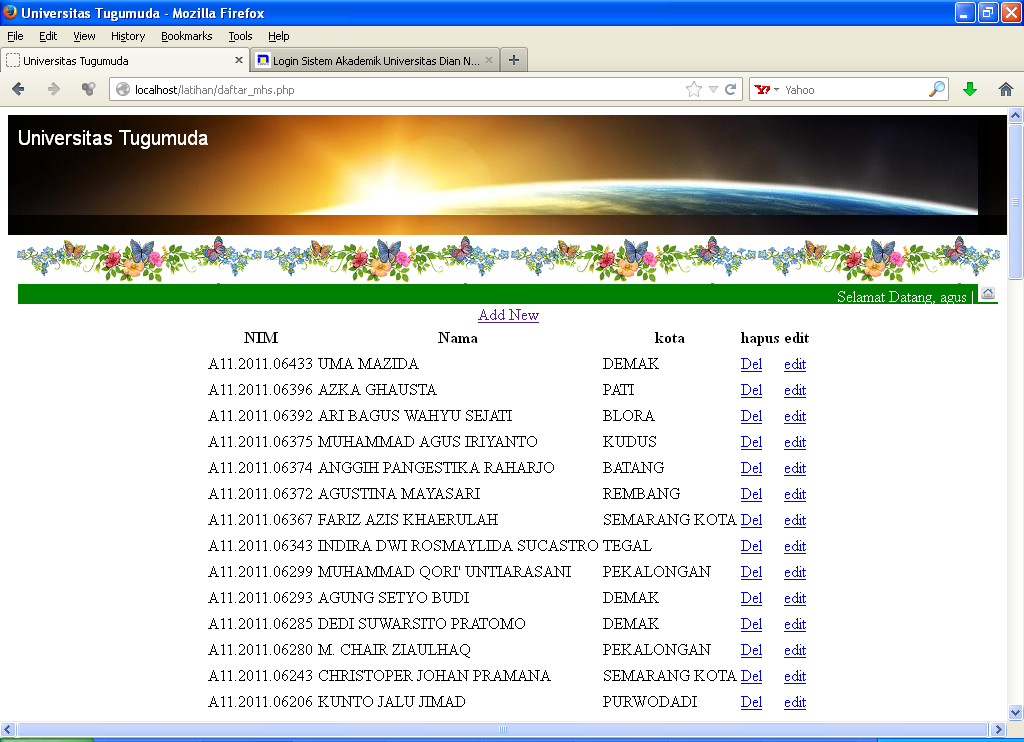 Universitas Tugumuda - Mozilla Firefox
File Edit View History Bookmarks Tools Help
Universitas Tugumuda × Login Sistem Akademik Universitas Dian N... × +
localhost/latihan/daftar_mhs.php Yahoo
Universitas Tugumuda
Selamat Datang, agus |
Add New
NIM Nama kota hapus edit
A11.2011.06433 UMA MAZIDA DEMAK Del edit
A11.2011.06396 AZKA GHAUSTA PATI Del edit
A11.2011.06392 ARI BAGUS WAHYU SEJATI BLORA Del edit
A11.2011.06375 MUHAMMAD AGUS IRIYANTO KUDUS Del edit
A11.2011.06374 ANGGIH PANGESTIKA RAHARJO BATANG Del edit
A11.2011.06372 AGUSTINA MAYASARI REMBANG Del edit
A11.2011.06367 FARIZ AZIS KHAERULAH SEMARANG KOTA Del edit
A11.2011.06343 INDIRA DWI ROSMAYLIDA SUCASTRO TEGAL Del edit
A11.2011.06299 MUHAMMAD QORI' UNTIARASANI PEKALONGAN Del edit
A11.2011.06293 AGUNG SETYO BUDI DEMAK Del edit
A11.2011.06285 DEDI SUWARSITO PRATOMO DEMAK Del edit
A11.2011.06280 M. CHAIR ZIAULHAQ PEKALONGAN Del edit
A11.2011.06243 CHRISTOPER JOHAN PRAMANA SEMARANG KOTA Del edit
A11.2011.06206 KUNTO JALU JIMAD PURWODADI Del edit